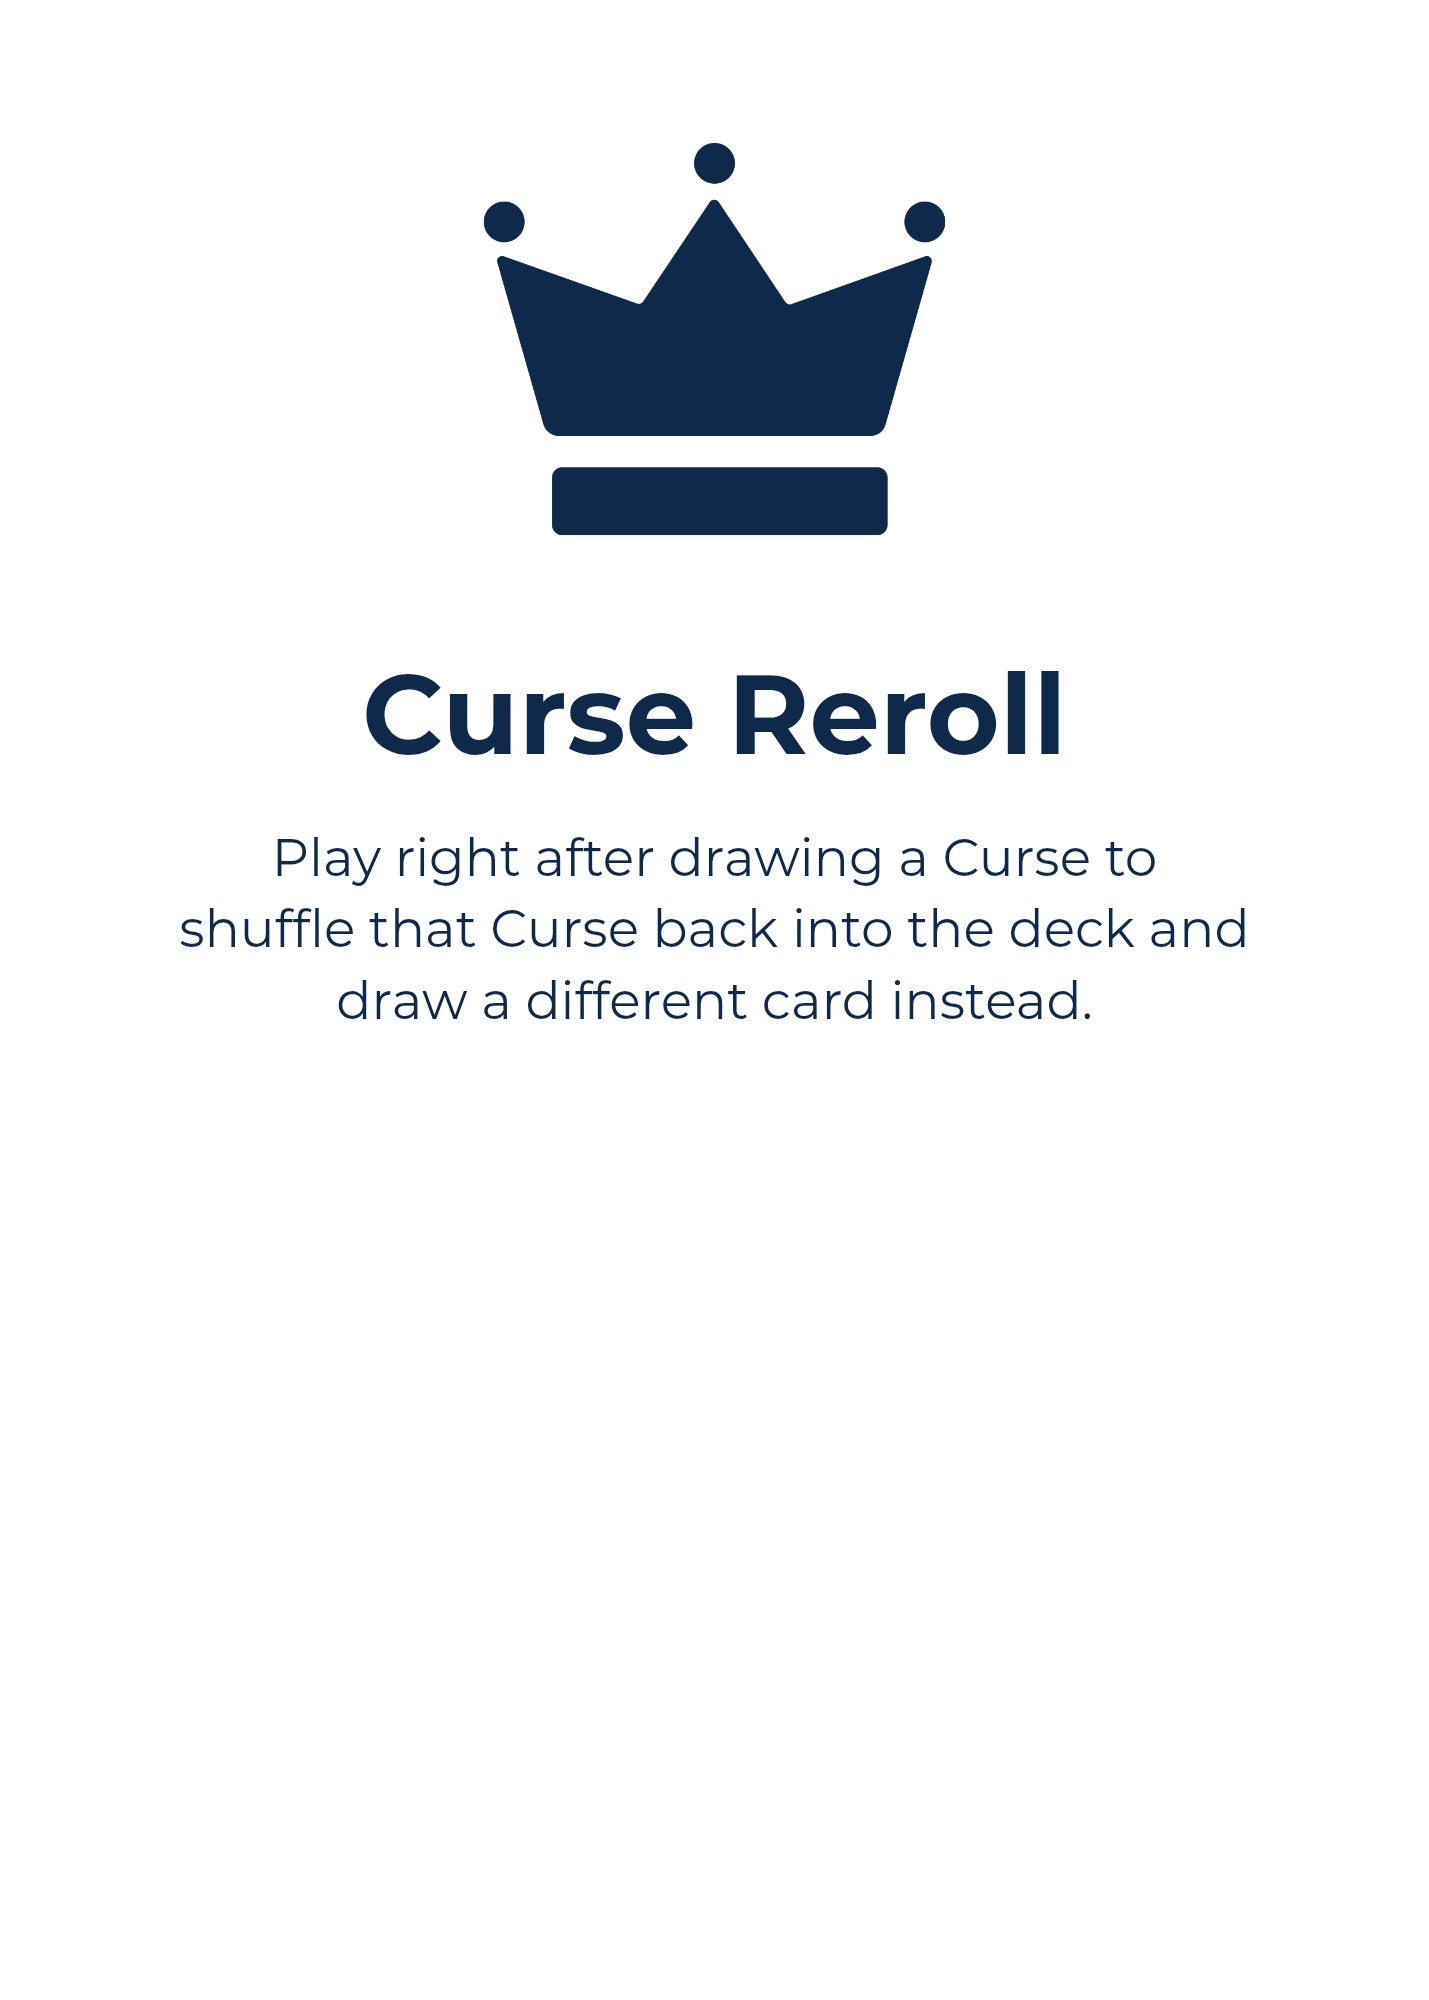 Curse Reroll
Play right after drawing a Curse to
shuffle that Curse back into the deck and
draw a different card instead.